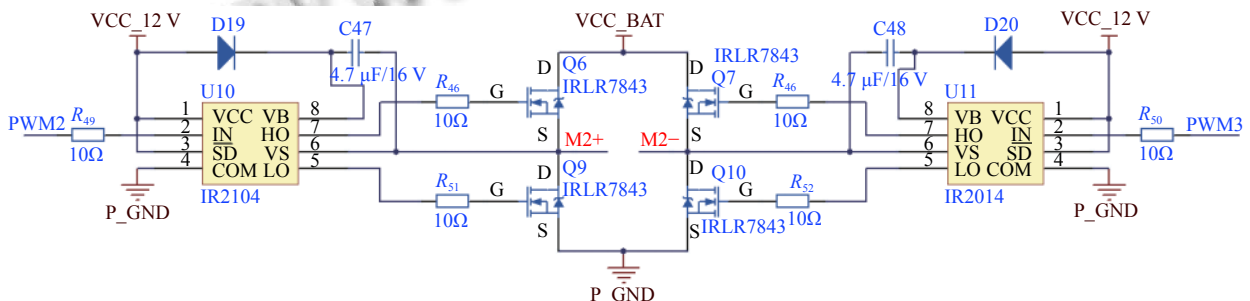 VCC_12 V
D19
C47
4.7 μF/16 V
U10
PWM2
R49
10Ω
1
2
3
4
VCC
IN
SD
COM
VB
HO
VS
LO
8
7
6
5
IR2104
P_GND
R46
10Ω
R51
10Ω
VCC_BAT
G
D
Q6
IRLR7843
S
M2+
G
D
Q9
IRLR7843
S
P_GND
IRLR7843
D
Q7
G
S
M2−
D
Q10
G
S
IRLR7843
R46
10Ω
R52
10Ω
C48
4.7 μF/16 V
D20
VCC_12 V
U11
8
7
6
5
VB
HO
VS
LO
VCC
IN
SD
COM
1
2
3
4
IR2014
R50
10Ω
PWM3
P_GND